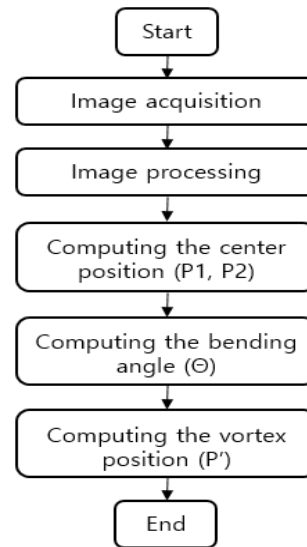 Start
Image acquisition
Image processing
Computing the center
position (P1, P2)
Computing the bending
angle (Θ)
Computing the vortex
position (P’)
End